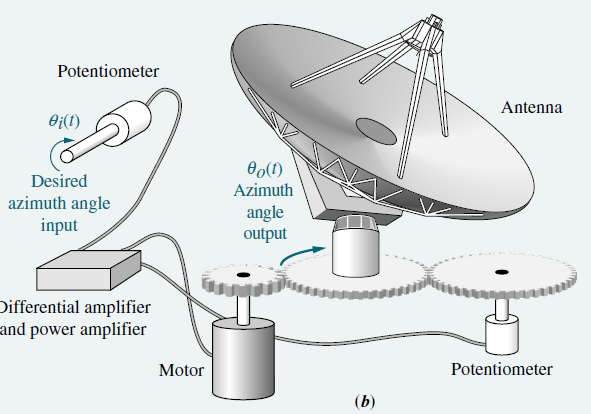 Potentiometer
θi(t)
Desired
azimuth angle
input
Antenna
θo(t)
Azimuth
angle
output
Differential amplifier
and power amplifier
Motor
Potentiometer
(b)